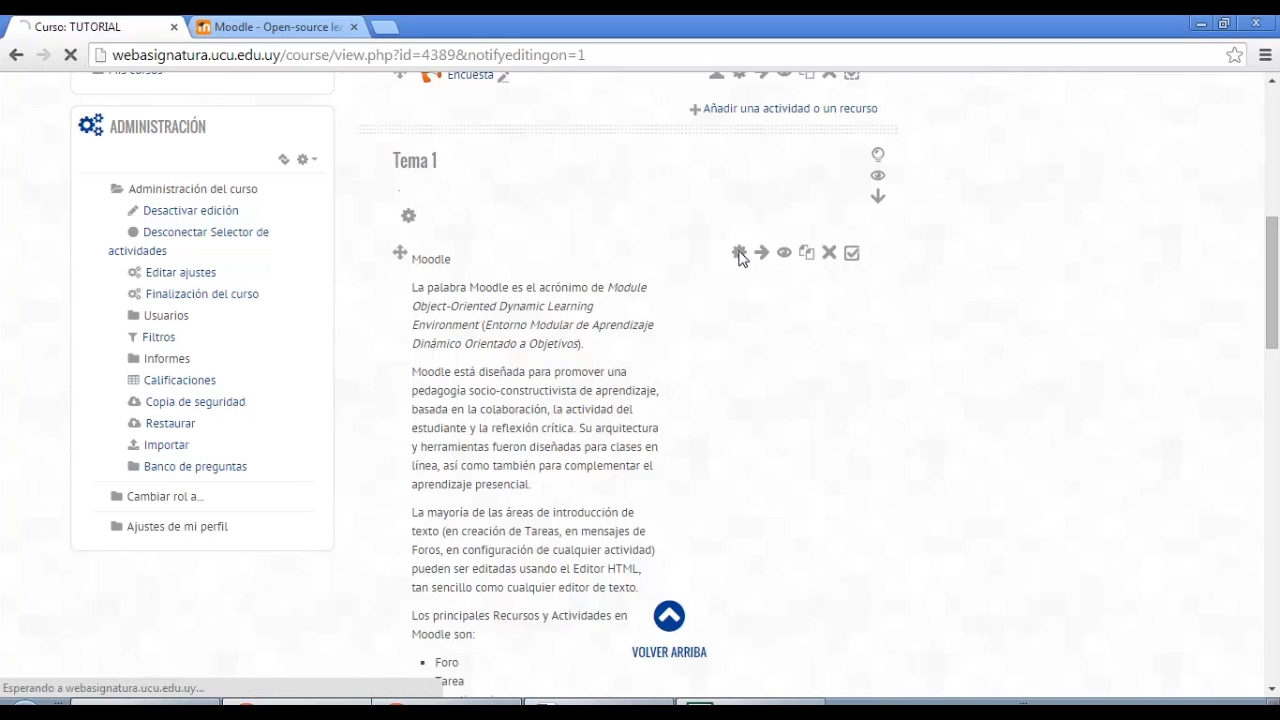 Curso: TUTORIAL
Moodle - Open-source lea
webasignatura.ucu.edu.uy/course/view.php?id=4389&notifyeditingon=1
Mis cursos
Encuesta
Añadir una actividad o un recurso
ADMINISTRACIÓN
Administración del curso
Desactivar edición
Desconectar Selector de
actividades
Editar ajustes
Finalización del curso
Usuarios
Filtros
Informes
Calificaciones
Copia de seguridad
Restaurar
Importar
Banco de preguntas
Cambiar rol a...
Ajustes de mi perfil
Tema 1
.
Moodle
La palabra Moodle es el acrónimo de Module
Object-Oriented Dynamic Learning
Environment (Entorno Modular de Aprendizaje
Dinámico Orientado a Objetivos).
Moodle está diseñada para promover una
pedagogía socio-constructivista de aprendizaje,
basada en la colaboración, la actividad del
estudiante y la reflexión crítica. Su arquitectura
y herramientas fueron diseñadas para clases en
línea, así como también para complementar el
aprendizaje presencial.
La mayoría de las áreas de introducción de
texto (en creación de Tareas, en mensajes de
Foros, en configuración de cualquier actividad)
pueden ser editadas usando el Editor HTML,
tan sencillo como cualquier editor de texto.
Los principales Recursos y Actividades en
Moodle son:
Foro
Tarea
VOLVER ARRIBA
Esperando a webasignatura.ucu.edu.uy...